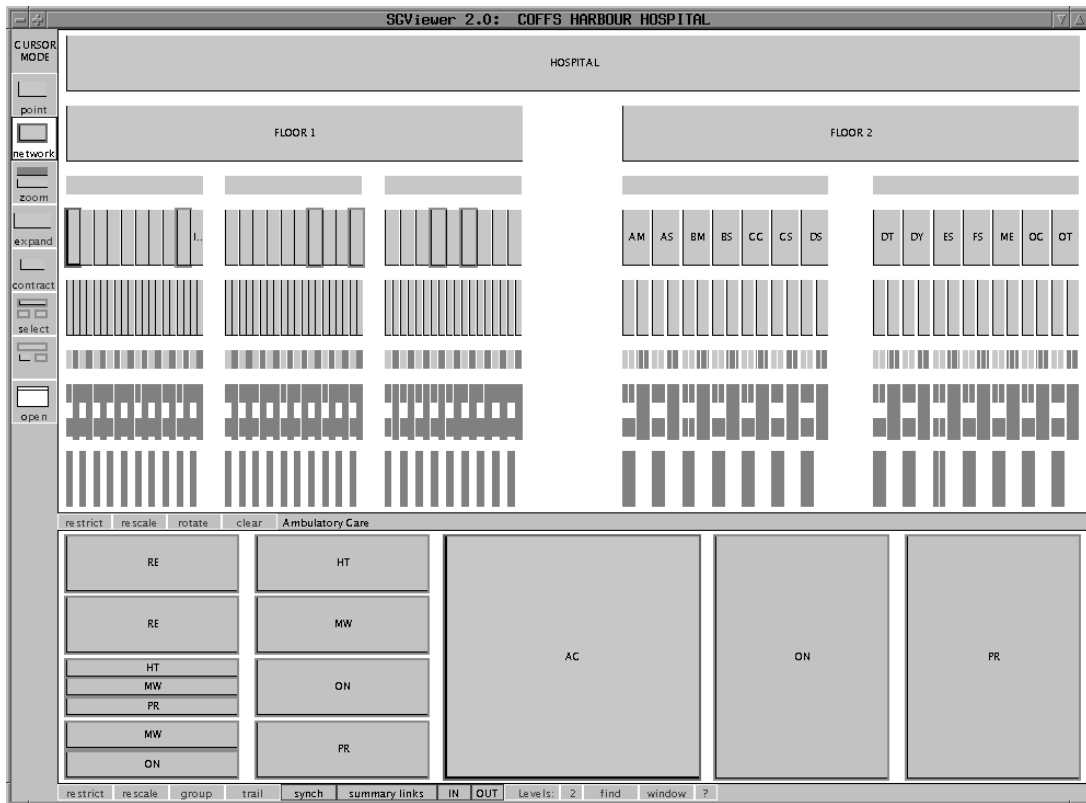 SGViewer 2.0: COFFS HARBOUR HOSPITAL
CURSOR
MODE
point
network
zoom
expand
contract
select
open
HOSPITAL
FLOOR 1
FLOOR 2
I..
AM AS BM BS CC CS DS
DT DY ES FS ME OC OT
restrict rescale rotate clear Ambulatory Care
RE
RE
HT
MW
PR
MW
ON
HT
MW
ON
PR
AC
ON
PR
restrict rescale group trail synch summary links IN OUT Levels: 2 find window ?